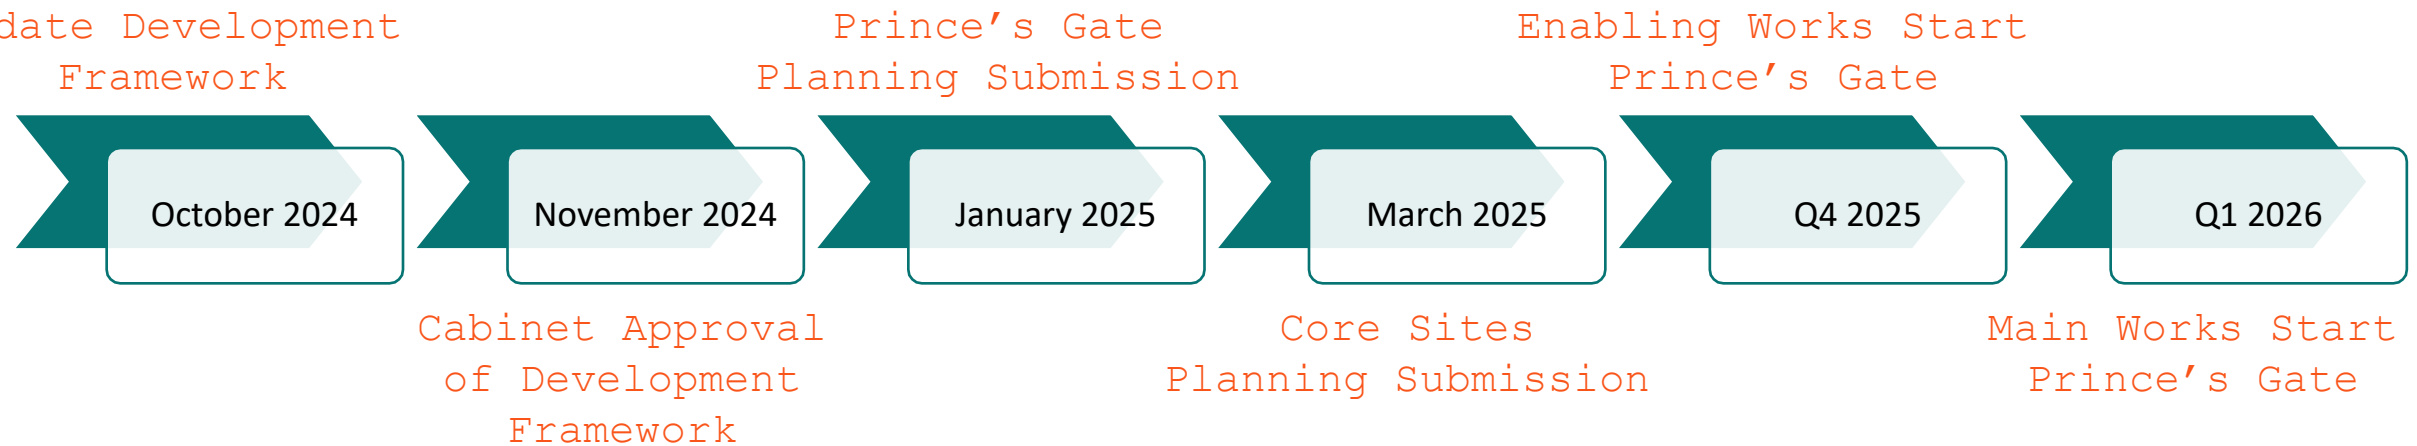 Development
Framework
October 2024
Cabinet Approval
of Development
Framework
November 2024
Prince’s Gate
Planning Submission
January 2025
Core Sites
Planning Submission
March 2025
Enabling Works Start
Prince’s Gate
Q4 2025
Main Works Start
Prince’s Gate
Q1 2026